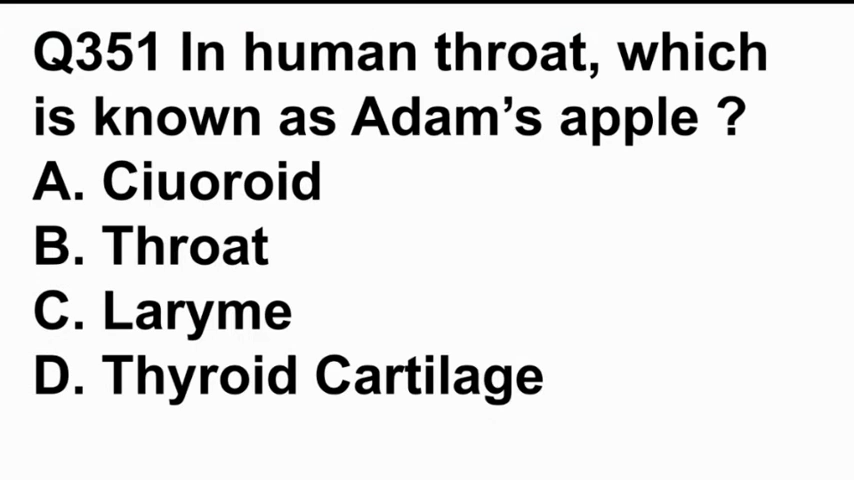 Q351 In human throat, which
is known as Adam’s apple ?
A. Ciuoroid
B. Throat
C. Laryme
D. Thyroid Cartilage